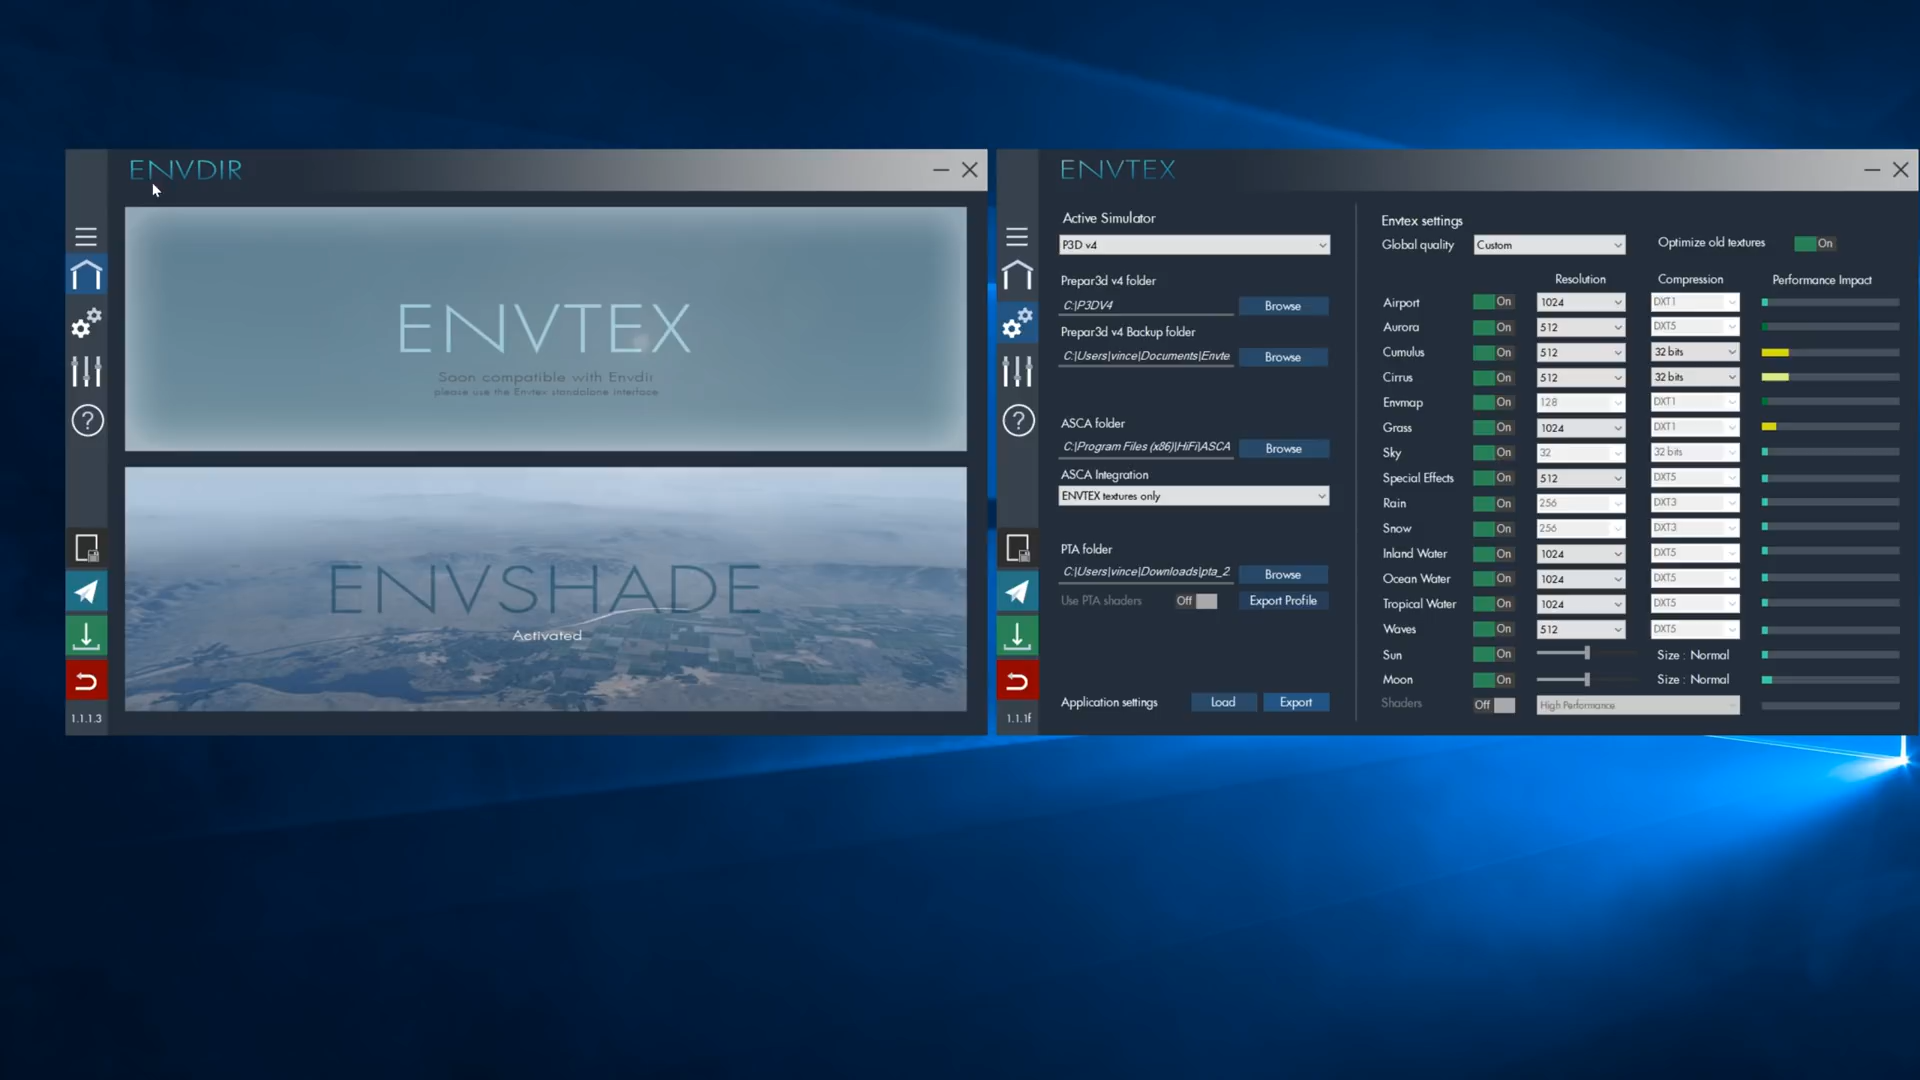 ENVDIR
ENVTEX
Soon compatible with Envdir
please use the Envtex standalone interface
ENVSHADE
Activated
1.1.1.3
ENVTEX
Active Simulator
P3D v4
Prepar3d v4 folder
C:\P3DV4
Browse
Prepar3d v4 Backup folder
C:\Users\vince\Documents\Envte
Browse
ASCA folder
C:\Program Files (x86)\HiFi\ASCA
Browse
ASCA Integration
ENVTEX textures only
PTA folder
C:\Users\vince\Downloads\pta_2
Browse
Use PTA shaders Off Export Profile
Application settings Load Export
1.1.1f
Envtex settings
Global quality Custom Optimize old textures On
Resolution Compression Performance Impact
Airport On 1024 DXT1
Aurora On 512 DXT5
Cumulus On 512 32 bits
Cirrus On 512 32 bits
Envmap On 128 DXT1
Grass On 1024 DXT1
Sky On 32 32 bits
Special Effects On 512 DXT5
Rain On 256 DXT3
Snow On 256 DXT3
Inland Water On 1024 DXT5
Ocean Water On 1024 DXT5
Tropical Water On 1024 DXT5
Waves On 512 DXT5
Sun On Size : Normal
Moon On Size : Normal
Shaders Off High Performance